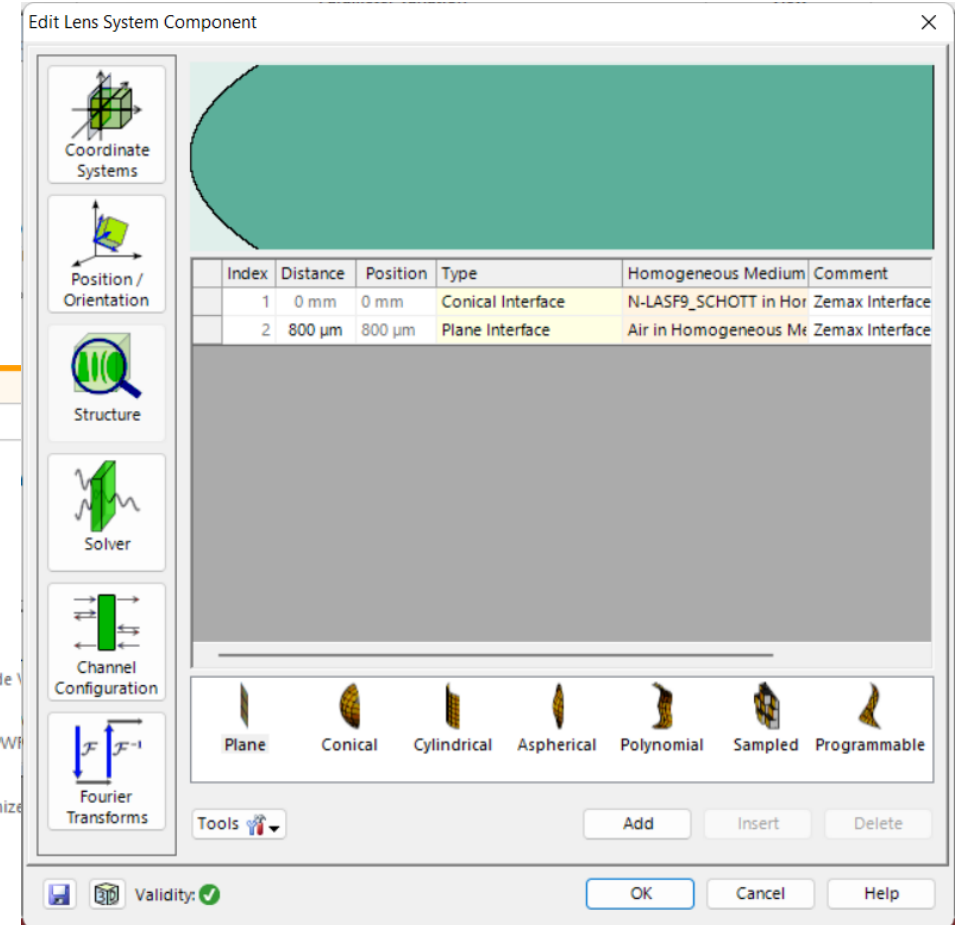 Edit Lens System Component
Coordinate
Systems
Position /
Orientation
Structure
Solver
Channel
Configuration
Fourier
Transforms
Index Distance Position Type Homogeneous Medium Comment
1 0 mm 0 mm Conical Interface N-LASF9_SCHOTT in Hor Zemax Interface
2 800 µm 800 µm Plane Interface Air in Homogeneous Me Zemax Interface
Plane Conical Cylindrical Aspherical Polynomial Sampled Programmable
Tools Add Insert Delete
3D Validity: OK Cancel Help